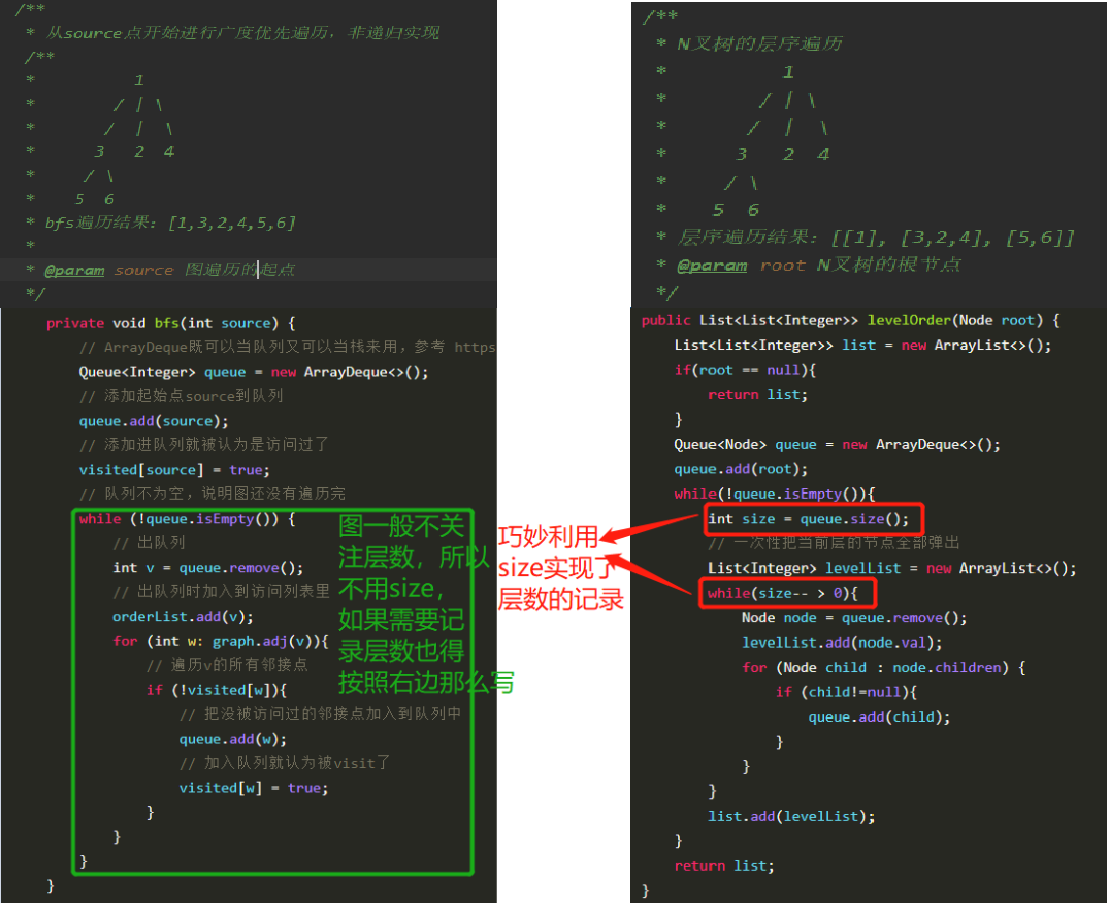 /**
* 从source点开始进行广度优先遍历，非递归实现
/**
* 1
* / | \
* / | \
* 3 2 4
* / \
* 5 6
* bfs遍历结果：[1,3,2,4,5,6]
*
* @param source 图遍历的起点
*/
private void bfs(int source) {
// ArrayDeque既可以当队列又可以当栈来用，参考 https
Queue<Integer> queue = new ArrayDeque<>();
// 添加起始点source到队列
queue.add(source);
// 添加进队列就被认为是访问过了
visited[source] = true;
// 队列不为空，说明图还没有遍历完
while (!queue.isEmpty()) {
// 出队列
int v = queue.remove();
// 出队列时加入到访问列表里
orderList.add(v);
for (int w: graph.adj(v)){
// 遍历v的所有邻接点
if (!visited[w]){
// 把没被访问过的邻接点加入到队列中
queue.add(w);
// 加入队列就认为被visit了
visited[w] = true;
}
}
}
}
图一般不关
注层数，所以
不用size，
如果需要记
录层数也得
按照右边那么写
巧妙利用
size实现了
层数的记录
/**
* N叉树的层序遍历
* 1
* / | \
* / | \
* 3 2 4
* / \
* 5 6
* 层序遍历结果：[[1], [3,2,4], [5,6]]
* @param root N叉树的根节点
*/
public List<List<Integer>> levelOrder(Node root) {
List<List<Integer>> list = new ArrayList<>();
if(root == null){
return list;
}
Queue<Node> queue = new ArrayDeque<>();
queue.add(root);
while(!queue.isEmpty()){
int size = queue.size();
// 一次性把当前层的节点全部弹出
List<Integer> levelList = new ArrayList<>();
while(size-- > 0){
Node node = queue.remove();
levelList.add(node.val);
for (Node child : node.children) {
if (child!=null){
queue.add(child);
}
}
}
list.add(levelList);
}
return list;
}